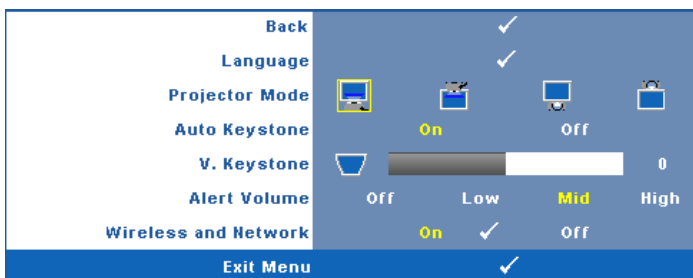 Back
Language
Projector Mode
Auto Keystone On Off
V. Keystone 0
Alert Volume Off Low Mid High
Wireless and Network On Off
Exit Menu